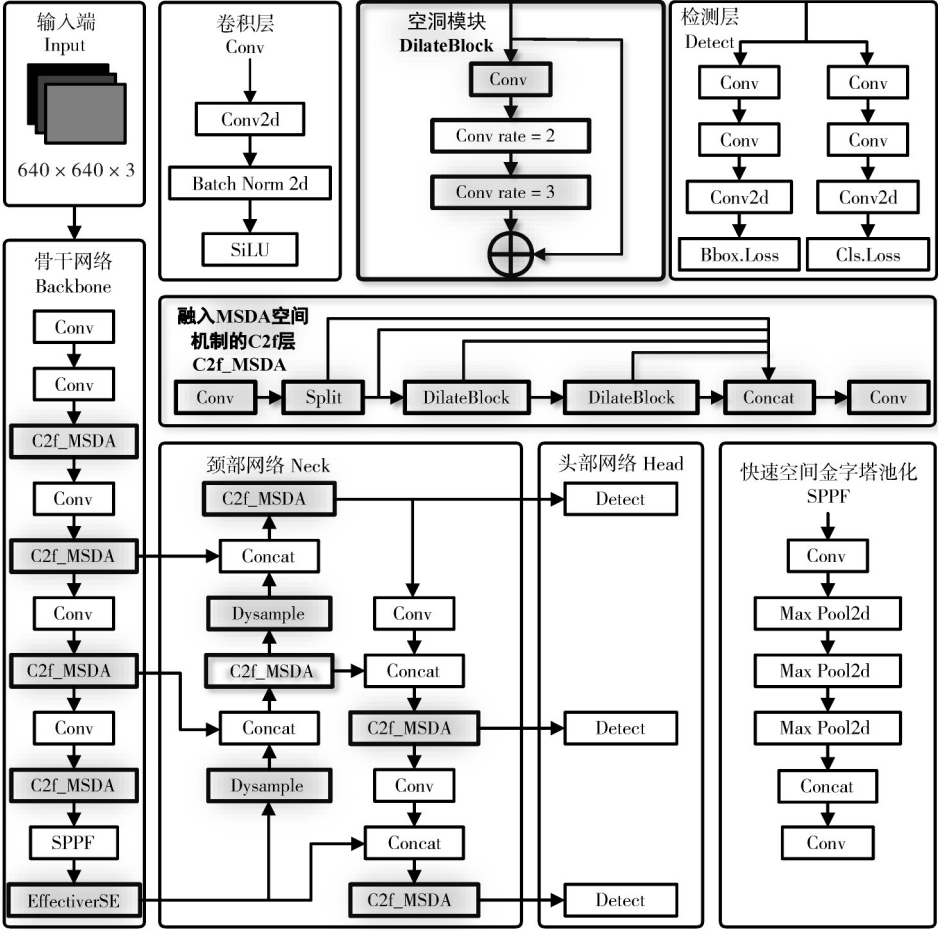 输入端
Input
640 × 640 × 3
卷积层
Conv
Conv2d
Batch Norm 2d
SiLU
空洞模块
DilateBlock
Conv
Conv rate = 2
Conv rate = 3
检测层
Detect
Conv
Conv
Conv
Conv
Conv2d
Conv2d
Bbox.Loss
Cls.Loss
骨干网络
Backbone
Conv
Conv
C2f_MSDA
Conv
C2f_MSDA
Conv
C2f_MSDA
Conv
C2f_MSDA
SPPF
EffectiverSE
融入MSDA空间
机制的C2f层
C2f_MSDA
Conv
Split
DilateBlock
DilateBlock
Concat
Conv
颈部网络 Neck
C2f_MSDA
Concat
Dysample
C2f_MSDA
Concat
Dysample
Conv
Concat
C2f_MSDA
Conv
Concat
C2f_MSDA
头部网络 Head
Detect
Detect
Detect
快速空间金字塔池化
SPPF
Conv
Max Pool2d
Max Pool2d
Max Pool2d
Concat
Conv